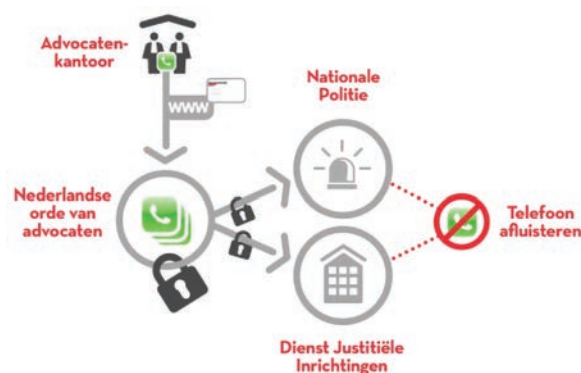 Advocaten-
kantoor
www
Nationale
Politie
Nederlandse
orde van
advocaten
Telefoon
afluisteren
Dienst Justitiële
Inrichtingen